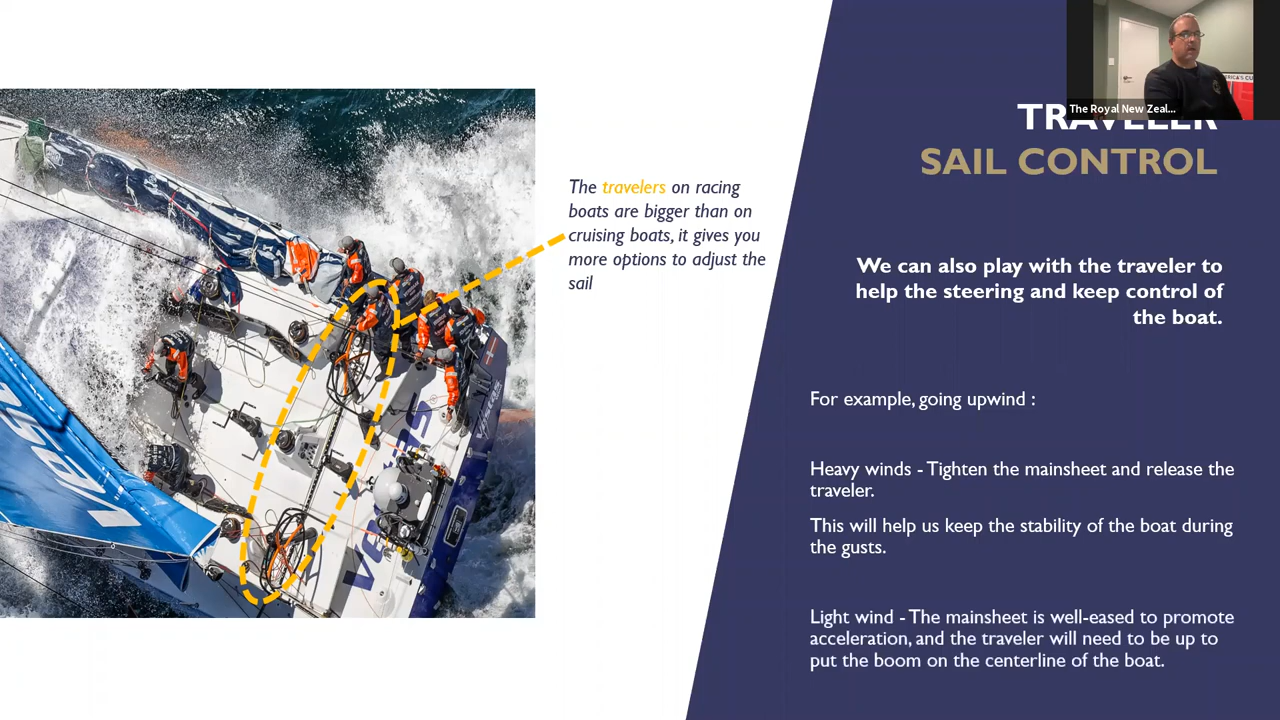 The Royal New Zeal...
ERICA'S CU
TRAVELER
SAIL CONTROL
The travelers on racing
boats are bigger than on
cruising boats, it gives you
more options to adjust the
sail
We can also play with the traveler to
help the steering and keep control of
the boat.
For example, going upwind :
Heavy winds - Tighten the mainsheet and release the
traveler.
This will help us keep the stability of the boat during
the gusts.
Light wind - The mainsheet is well-eased to promote
acceleration, and the traveler will need to be up to
put the boom on the centerline of the boat.
Vestas